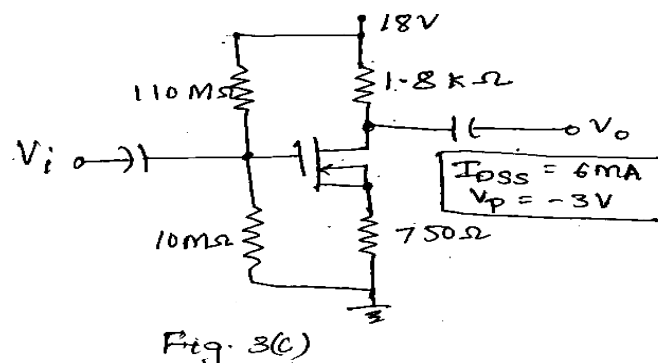 18V
110 MΩ
1.8 KΩ
Vi
Vo
IDSS = 6mA
Vp = -3V
10MΩ
750Ω
Fig. 3(C)